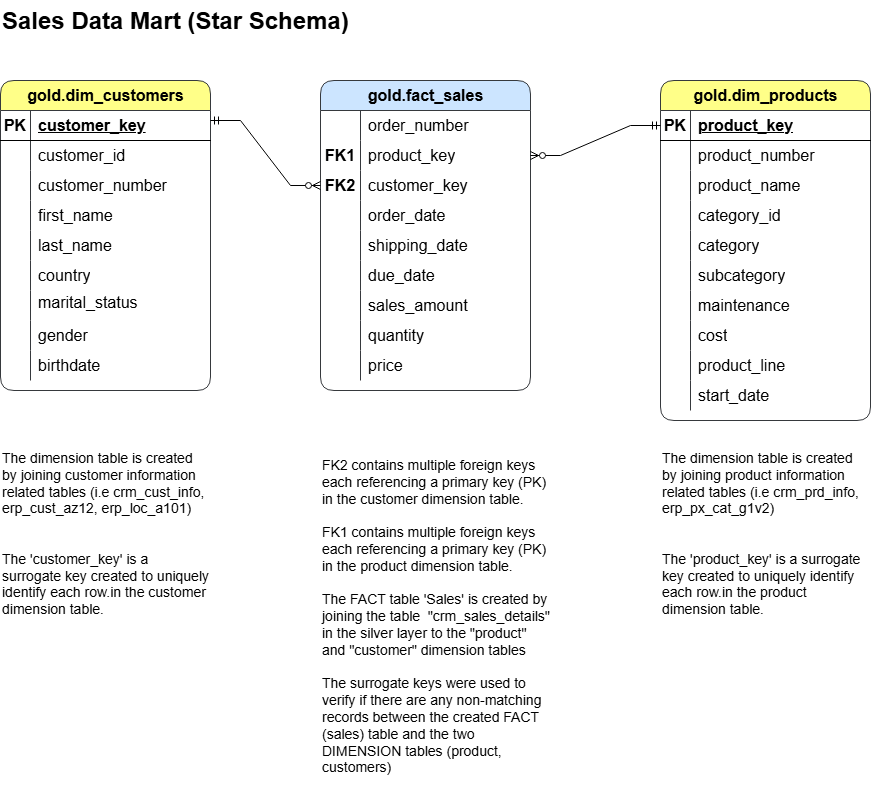 Sales Data Mart (Star Schema)
gold.dim_customers
PK customer_key
customer_id
customer_number
first_name
last_name
country
marital_status
gender
birthdate
gold.fact_sales
order_number
FK1 product_key
FK2 customer_key
order_date
shipping_date
due_date
sales_amount
quantity
price
gold.dim_products
PK product_key
product_number
product_name
category_id
category
subcategory
maintenance
cost
product_line
start_date
The dimension table is created
by joining customer information
related tables (i.e crm_cust_info,
erp_cust_az12, erp_loc_a101)
The 'customer_key' is a
surrogate key created to uniquely
identify each row.in the customer
dimension table.
FK2 contains multiple foreign keys
each referencing a primary key (PK)
in the customer dimension table.
FK1 contains multiple foreign keys
each referencing a primary key (PK)
in the product dimension table.
The FACT table 'Sales' is created by
joining the table  "crm_sales_details"
in the silver layer to the "product"
and "customer" dimension tables
The surrogate keys were used to
verify if there are any non-matching
records between the created FACT
(sales) table and the two
DIMENSION tables (product,
customers)
The dimension table is created
by joining product information
related tables (i.e crm_prd_info,
erp_px_cat_g1v2)
The 'product_key' is a surrogate
key created to uniquely identify
each row.in the product
dimension table.